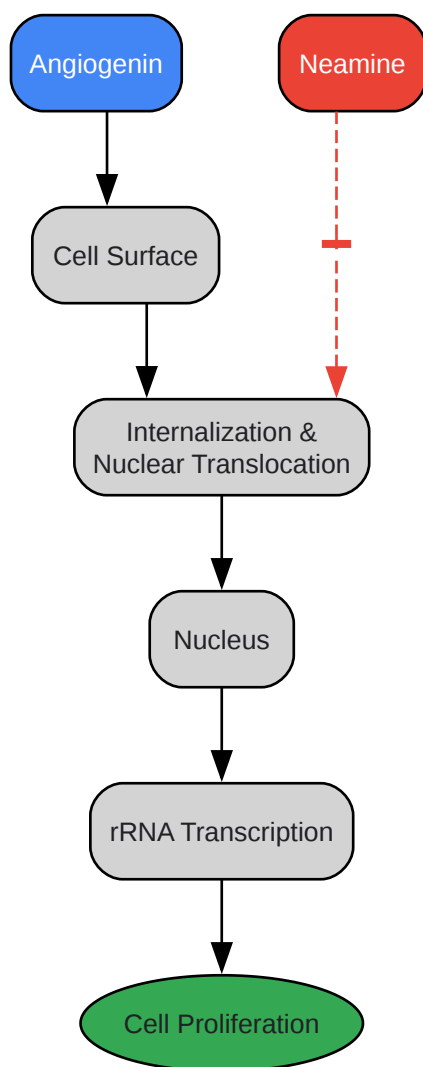 Angiogenin
Neamine
Cell Surface
Internalization &
Nuclear Translocation
Nucleus
rRNA Transcription
Cell Proliferation